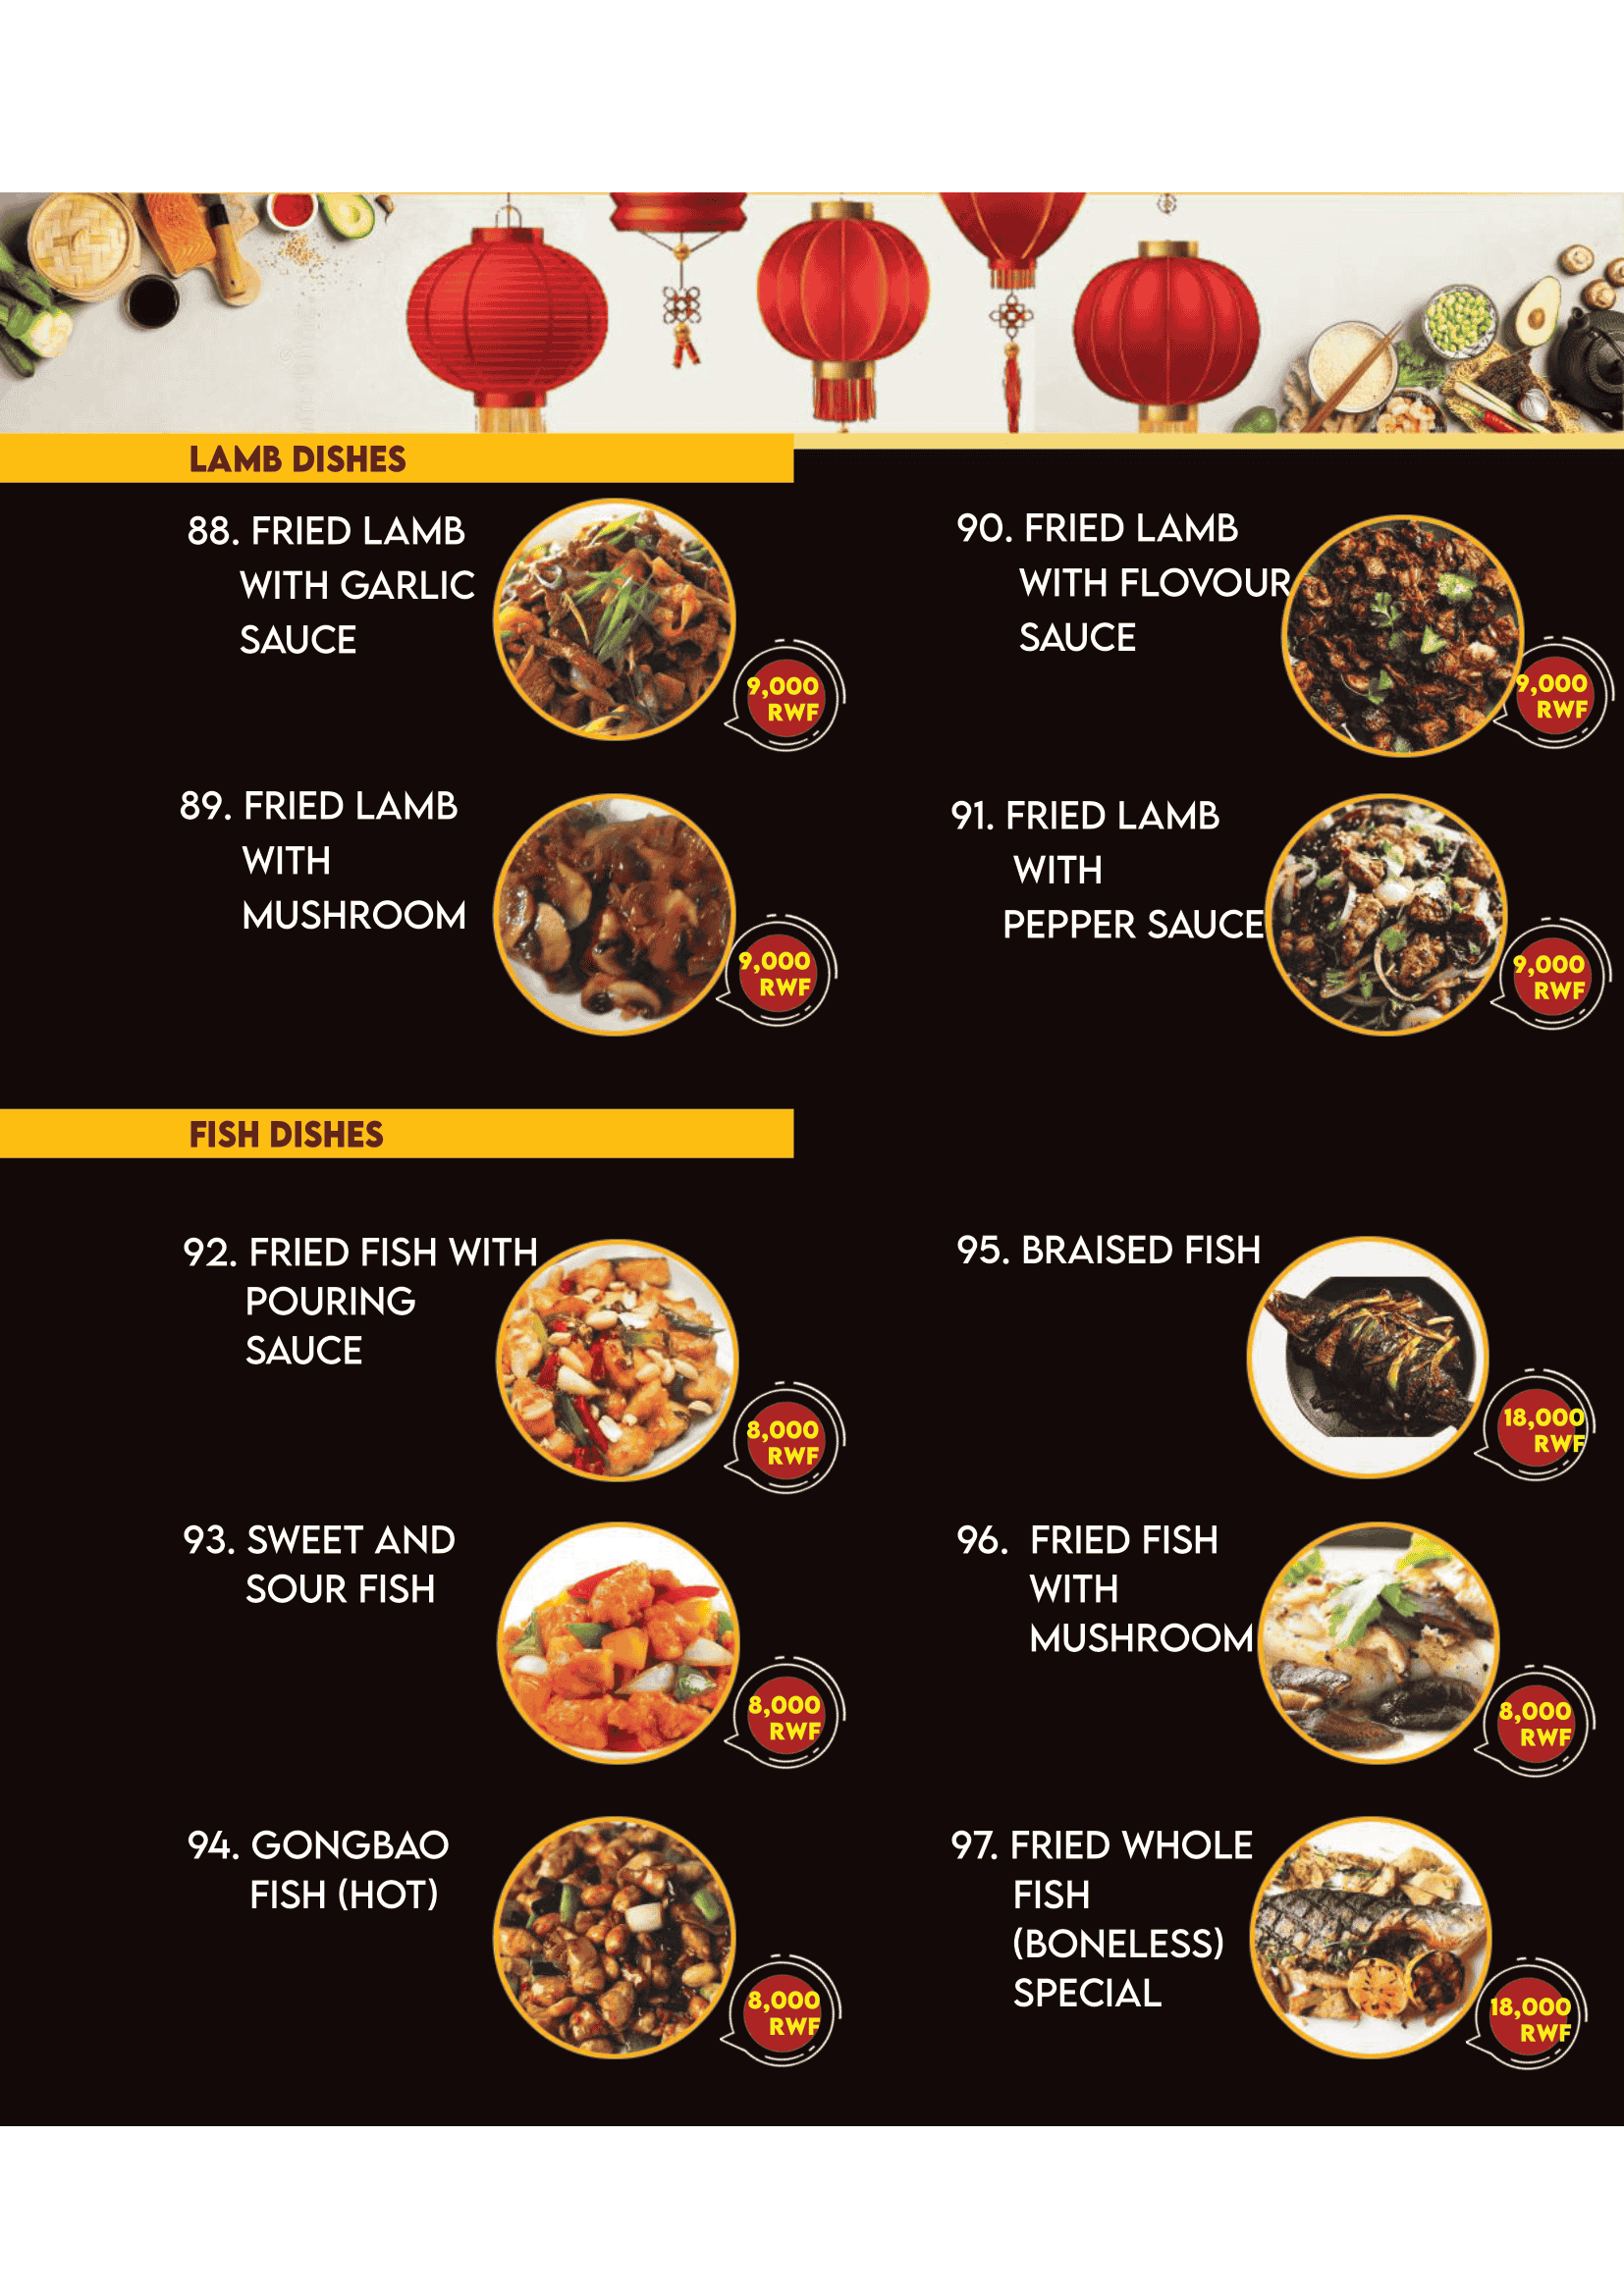 LAMB DISHES
88. FRIED LAMB
WITH GARLIC
SAUCE
9,000
RWF
90. FRIED LAMB
WITH FLOVOUR
SAUCE
9,000
RWF
89. FRIED LAMB
WITH
MUSHROOM
9,000
RWF
91. FRIED LAMB
WITH
PEPPER SAUCE
9,000
RWF
FISH DISHES
92. FRIED FISH WITH
POURING
SAUCE
8,000
RWF
95. BRAISED FISH
18,000
RWF
93. SWEET AND
SOUR FISH
8,000
RWF
96. FRIED FISH
WITH
MUSHROOM
8,000
RWF
94. GONGBAO
FISH (HOT)
8,000
RWF
97. FRIED WHOLE
FISH
(BONELESS)
SPECIAL
18,000
RWF